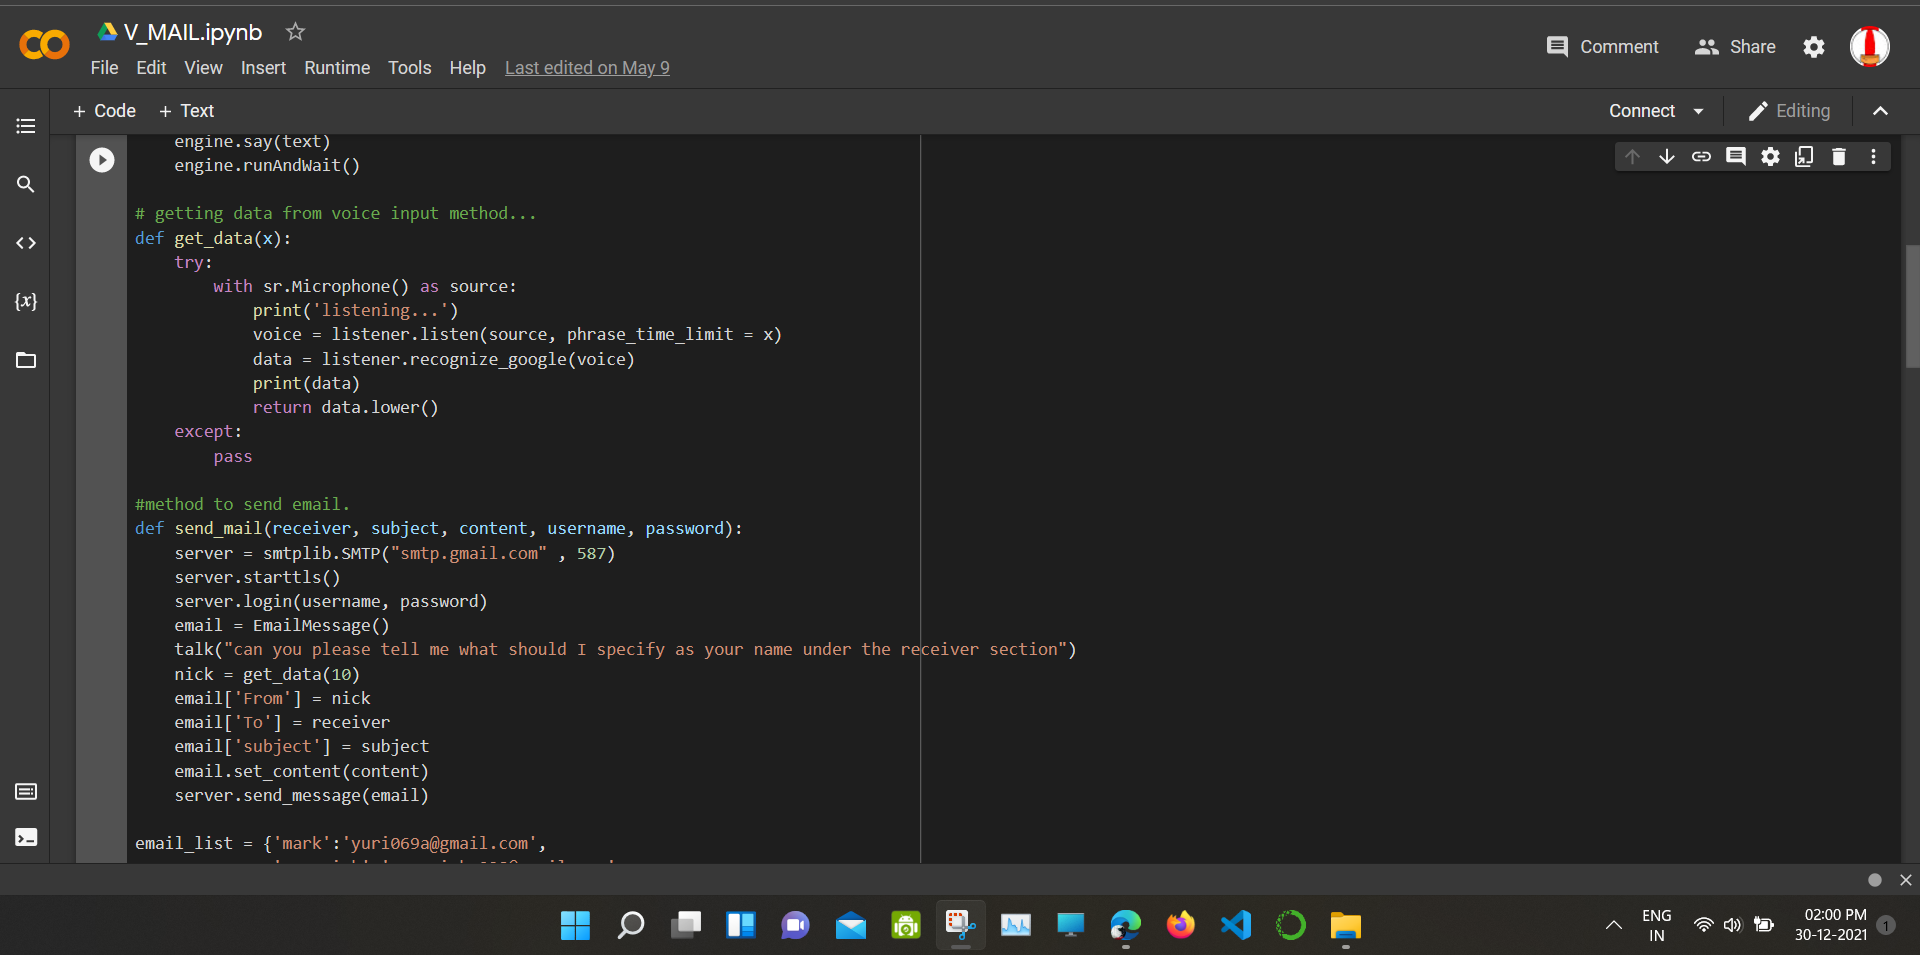 V_MAIL.ipynb
File Edit View Insert Runtime Tools Help Last edited on May 9
Comment Share
+ Code + Text
Connect Editing
engine.say(text)
engine.runAndWait()
# getting data from voice input method...
def get_data(x):
try:
with sr.Microphone() as source:
print('listening...')
voice = listener.listen(source, phrase_time_limit = x)
data = listener.recognize_google(voice)
print(data)
return data.lower()
except:
pass
#method to send email.
def send_mail(receiver, subject, content, username, password):
server = smtplib.SMTP("smtp.gmail.com" , 587)
server.starttls()
server.login(username, password)
email = EmailMessage()
talk("can you please tell me what should I specify as your name under the receiver section")
nick = get_data(10)
email['From'] = nick
email['To'] = receiver
email['subject'] = subject
email.set_content(content)
server.send_message(email)
email_list = {'mark':'yuri069a@gmail.com',
ENG
IN
02:00 PM
30-12-2021
1